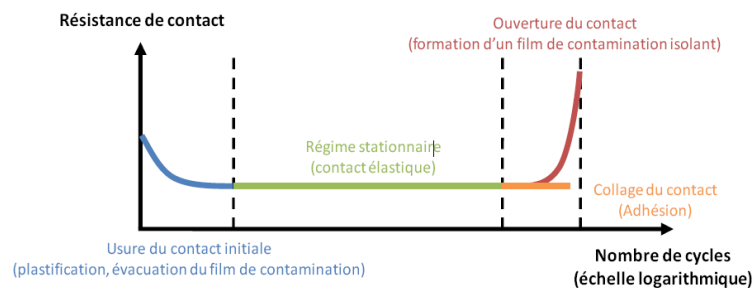 Résistance de contact
Ouverture du contact
(formation d'un film de contamination isolant)
Régime stationnaire
(contact élastique)
Collage du contact
(Adhésion)
Usure du contact initiale
(plastification, évacuation du film de contamination)
Nombre de cycles
(échelle logarithmique)